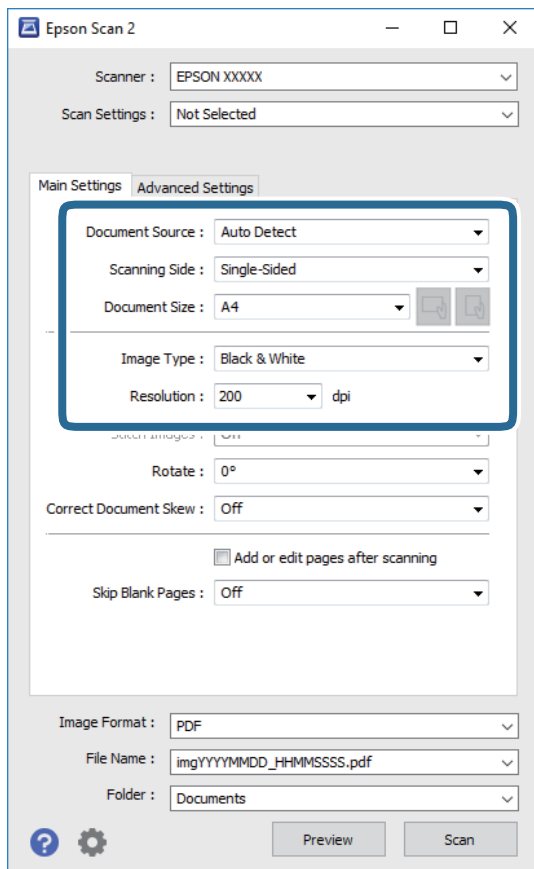 Epson Scan 2
Scanner : EPSON XXXXX
Scan Settings : Not Selected
Main Settings Advanced Settings
Document Source : Auto Detect
Scanning Side : Single-Sided
Document Size : A4
Image Type : Black & White
Resolution : 200 dpi
Stitch Images : On
Rotate : 0°
Correct Document Skew : Off
Add or edit pages after scanning
Skip Blank Pages : Off
Image Format : PDF
File Name : imgYYYYMMDD_HHMMSSSS.pdf
Folder : Documents
? Preview Scan